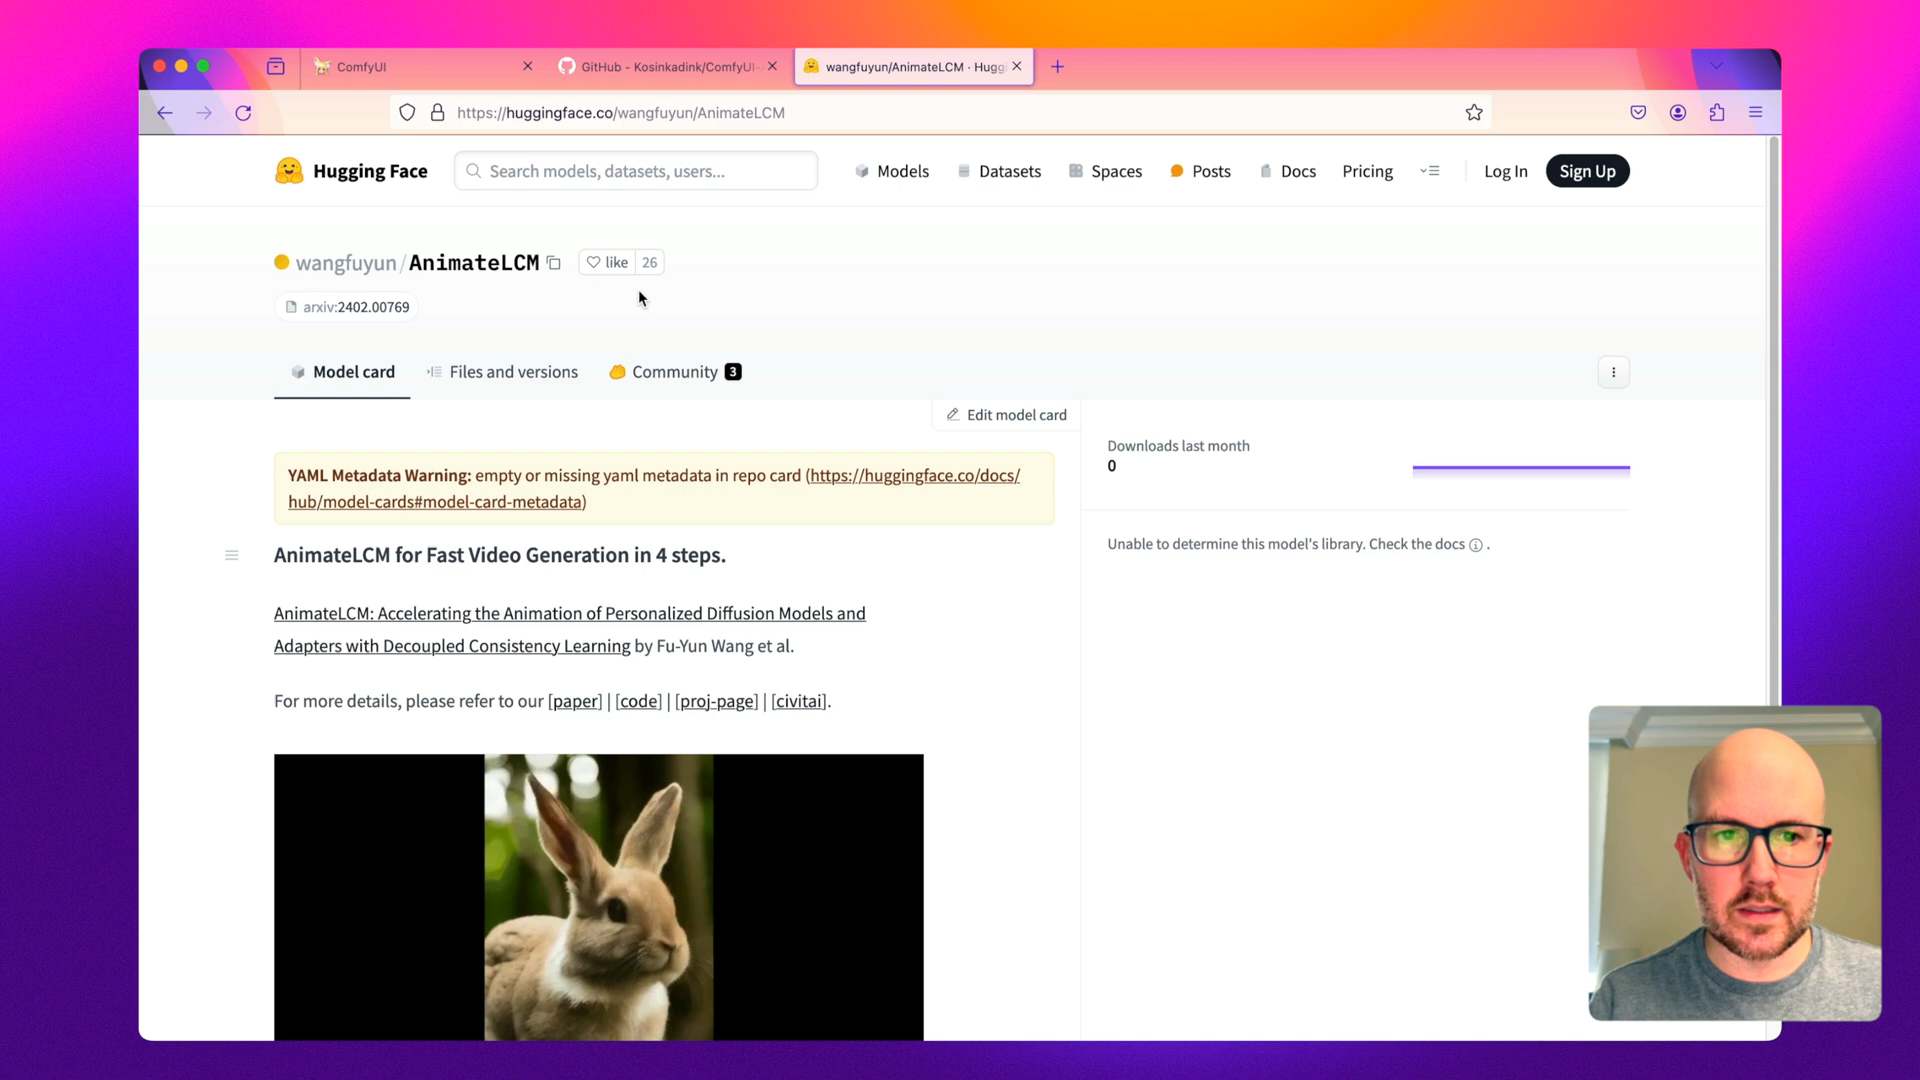 ComfyUI
GitHub - Kosinkadink/ComfyUI-
wangfuyun/AnimateLCM · Hugg
https://huggingface.co/wangfuyun/AnimateLCM
Hugging Face
Search models, datasets, users...
Models
Datasets
Spaces
Posts
Docs
Pricing
Log In
Sign Up
wangfuyun/AnimateLCM
like 26
arxiv:2402.00769
Model card
Files and versions
Community 3
Edit model card
Downloads last month
0
YAML Metadata Warning: empty or missing yaml metadata in repo card (https://huggingface.co/docs/
hub/model-cards#model-card-metadata)
Unable to determine this model's library. Check the docs .
AnimateLCM for Fast Video Generation in 4 steps.
AnimateLCM: Accelerating the Animation of Personalized Diffusion Models and
Adapters with Decoupled Consistency Learning by Fu-Yun Wang et al.
For more details, please refer to our [paper] | [code] | [proj-page] | [civitai].